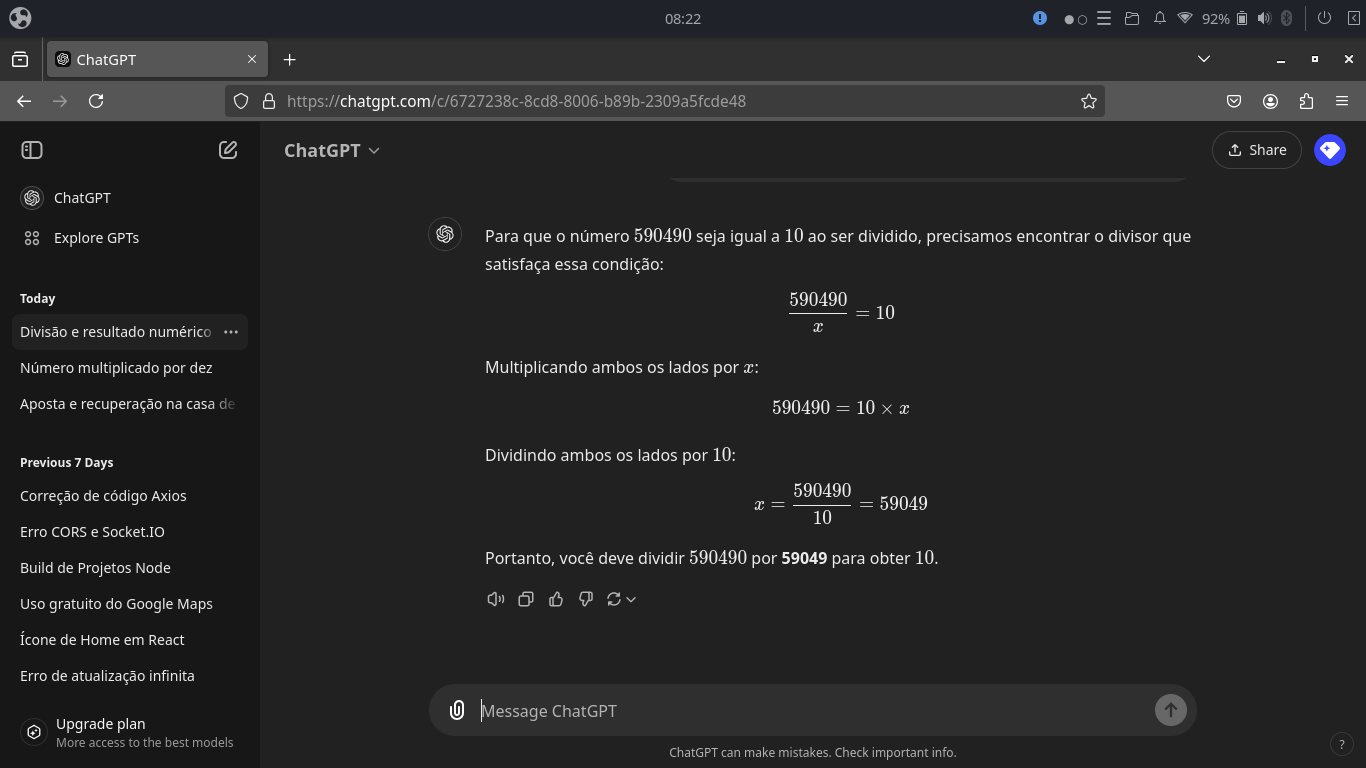 08:22
92%
ChatGPT
https://chatgpt.com/c/6727238c-8cd8-8006-b89b-2309a5fcde48
ChatGPT
Share
ChatGPT
Explore GPTs
Today
Divisão e resultado numérico
Número multiplicado por dez
Aposta e recuperação na casa de
Previous 7 Days
Correção de código Axios
Erro CORS e Socket.IO
Build de Projetos Node
Uso gratuito do Google Maps
Ícone de Home em React
Erro de atualização infinita
Upgrade plan
More access to the best models
Para que o número 590490 seja igual a 10 ao ser dividido, precisamos encontrar o divisor que
satisfaça essa condição:
590490
x
= 10
Multiplicando ambos os lados por x:
590490 = 10 × x
Dividindo ambos os lados por 10:
x = 590490
10
= 59049
Portanto, você deve dividir 590490 por 59049 para obter 10.
Message ChatGPT
ChatGPT can make mistakes. Check important info.
?